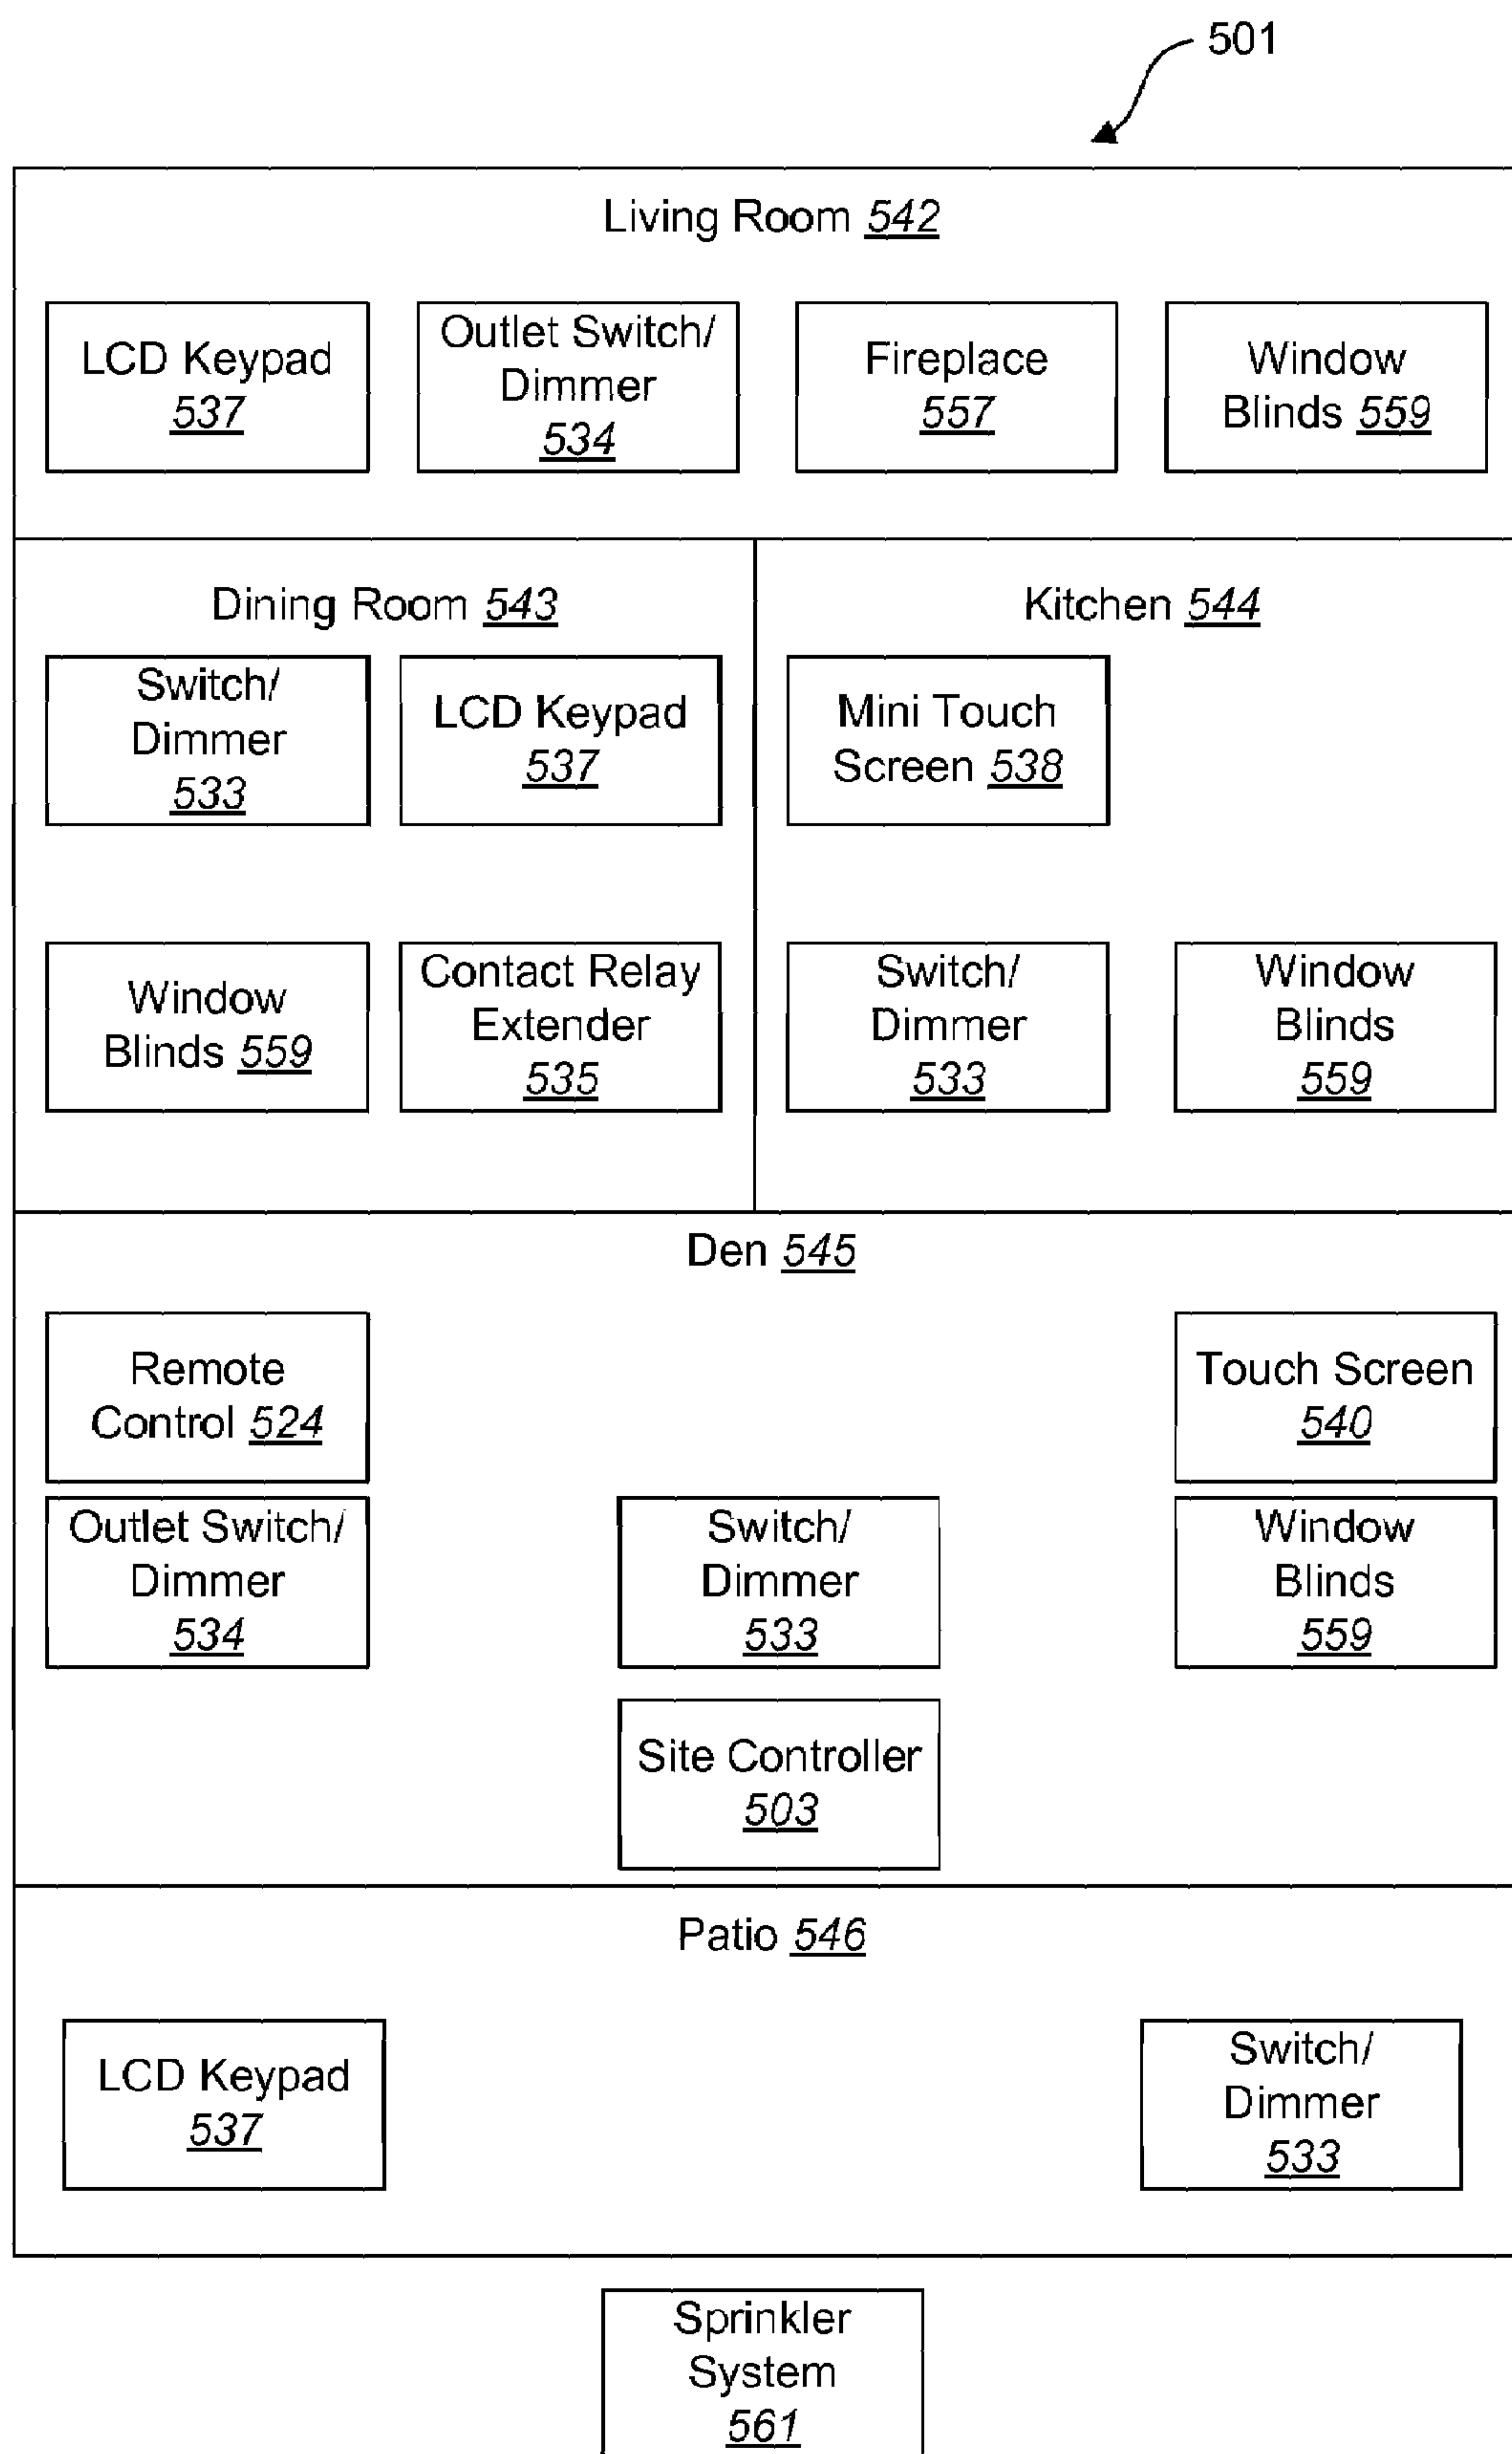 501
Living Room 542
LCD Keypad
537
Outlet Switch/
Dimmer
534
Fireplace
557
Window
Blinds 559
Dining Room 543
Switch/
Dimmer
533
LCD Keypad
537
Window
Blinds 559
Contact Relay
Extender
535
Kitchen 544
Mini Touch
Screen 538
Switch/
Dimmer
533
Window
Blinds
559
Den 545
Remote
Control 524
Touch Screen
540
Outlet Switch/
Dimmer
534
Switch/
Dimmer
533
Window
Blinds
559
Site Controller
503
Patio 546
LCD Keypad
537
Switch/
Dimmer
533
Sprinkler
System
561